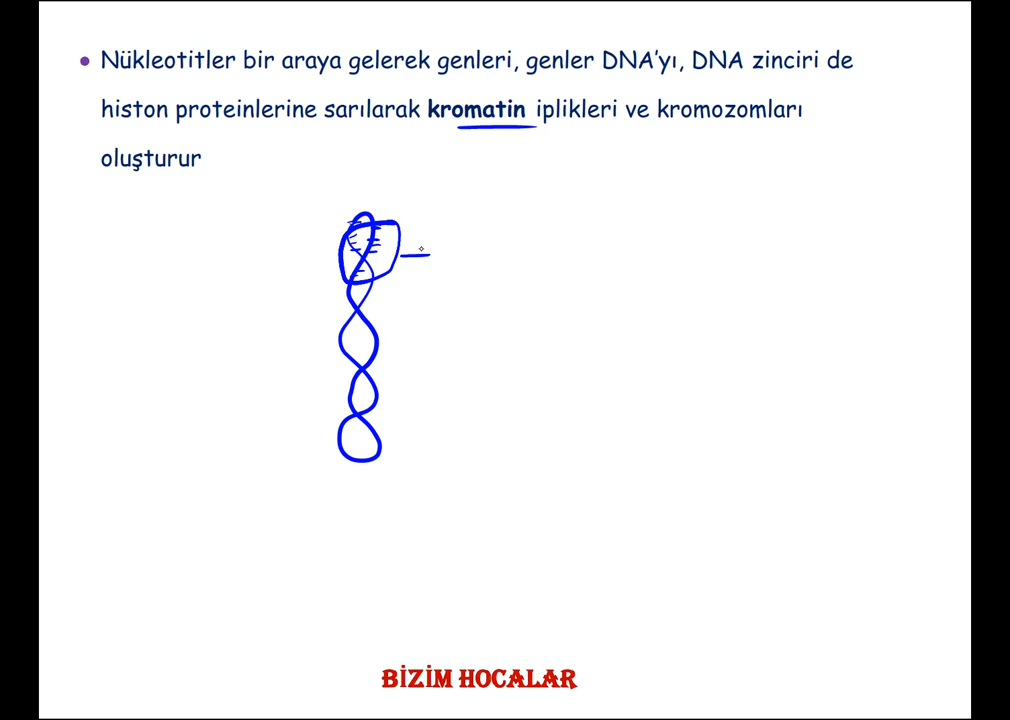 Nükleotitler bir araya gelerek genleri, genler DNA'yı, DNA zinciri de
histon proteinlerine sarılarak kromatin iplikleri ve kromozomları
oluşturur
BİZİM HOCALAR